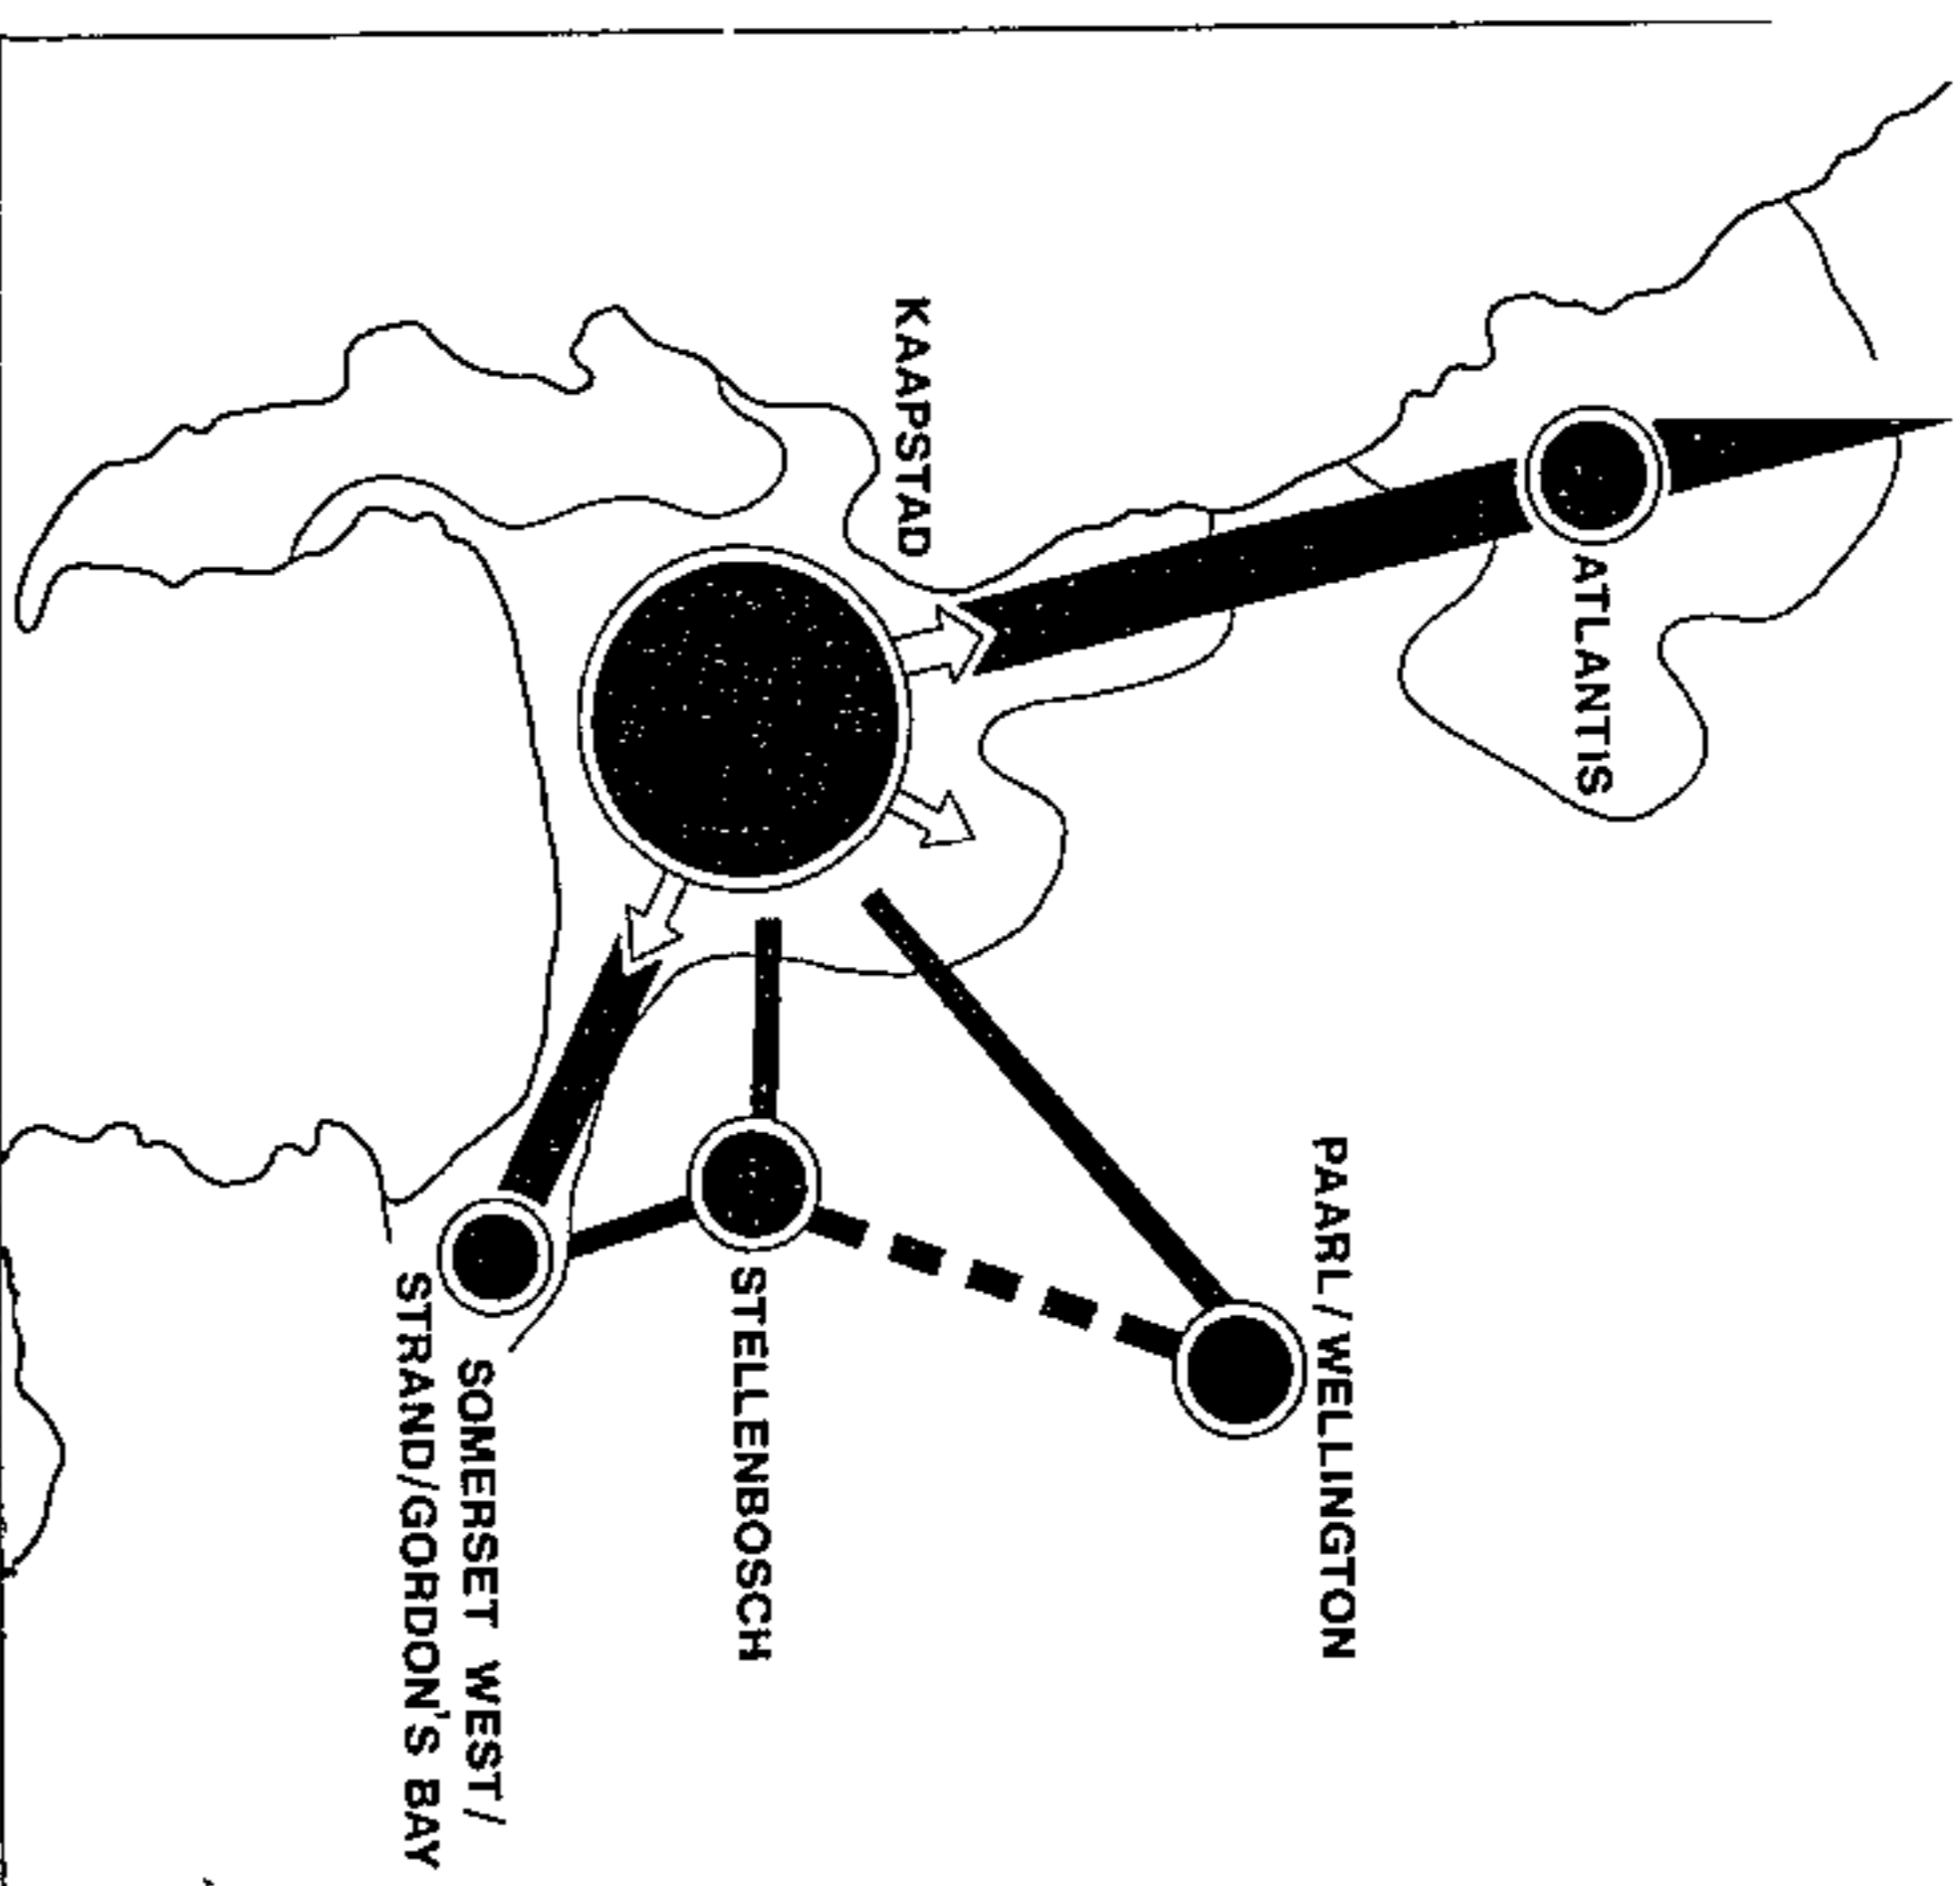 ATLANTIS
PAARL/WELLINGTON
KAAPSTAD
STELLENBOSCH
SOMERSET WEST/
STRAND/GORDON'S BAY